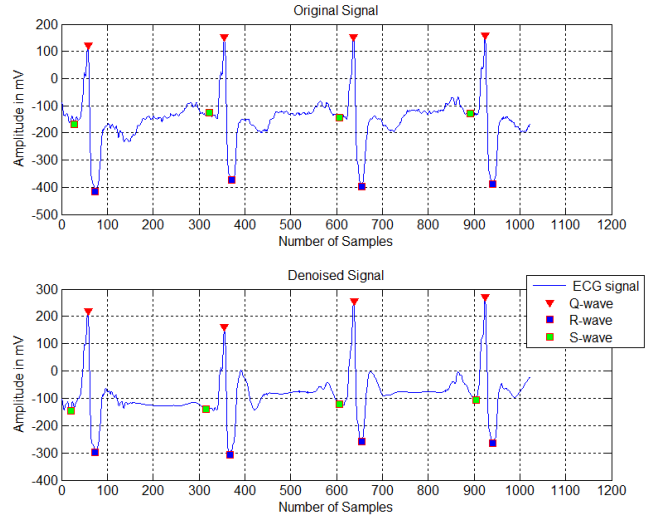 Original Signal
200
100
0
-100
-200
-300
-400
-500
Amplitude in mV
0 100 200 300 400 500 600 700 800 900 1000 1100 1200
Number of Samples
Denoised Signal
300
200
100
0
-100
-200
-300
-400
Amplitude in mV
0 100 200 300 400 500 600 700 800 900 1000 1100 1200
Number of Samples
ECG signal
Q-wave
R-wave
S-wave